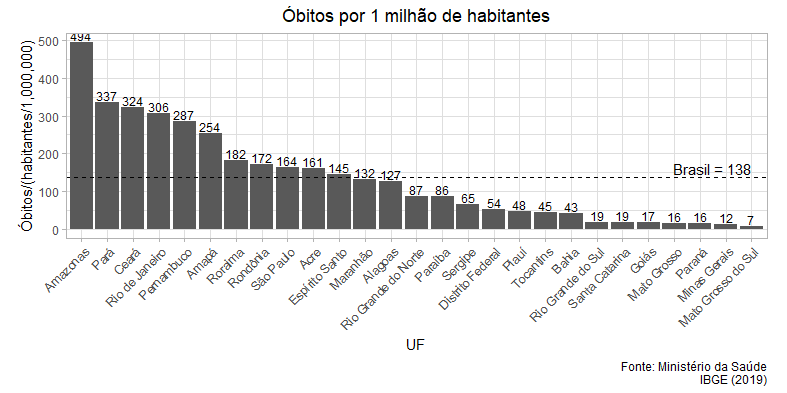 Óbitos por 1 milhão de habitantes
Óbitos/(habitantes/1,000,000)
500
400
300
200
100
0
494
337
324
306
287
254
182
172
164
161
145
132
127
87
86
65
54
48
45
43
19
19
17
16
16
12
7
Brasil = 138
Amazonas
Pará
Ceará
Rio de Janeiro
Pernambuco
Amapá
Roraima
Rondônia
São Paulo
Acre
Espírito Santo
Maranhão
Alagoas
Rio Grande do Norte
Paraíba
Sergipe
Distrito Federal
Piauí
Tocantins
Bahia
Rio Grande do Sul
Santa Catarina
Goiás
Mato Grosso
Paraná
Minas Gerais
Mato Grosso do Sul
UF
Fonte: Ministério da Saúde
IBGE (2019)